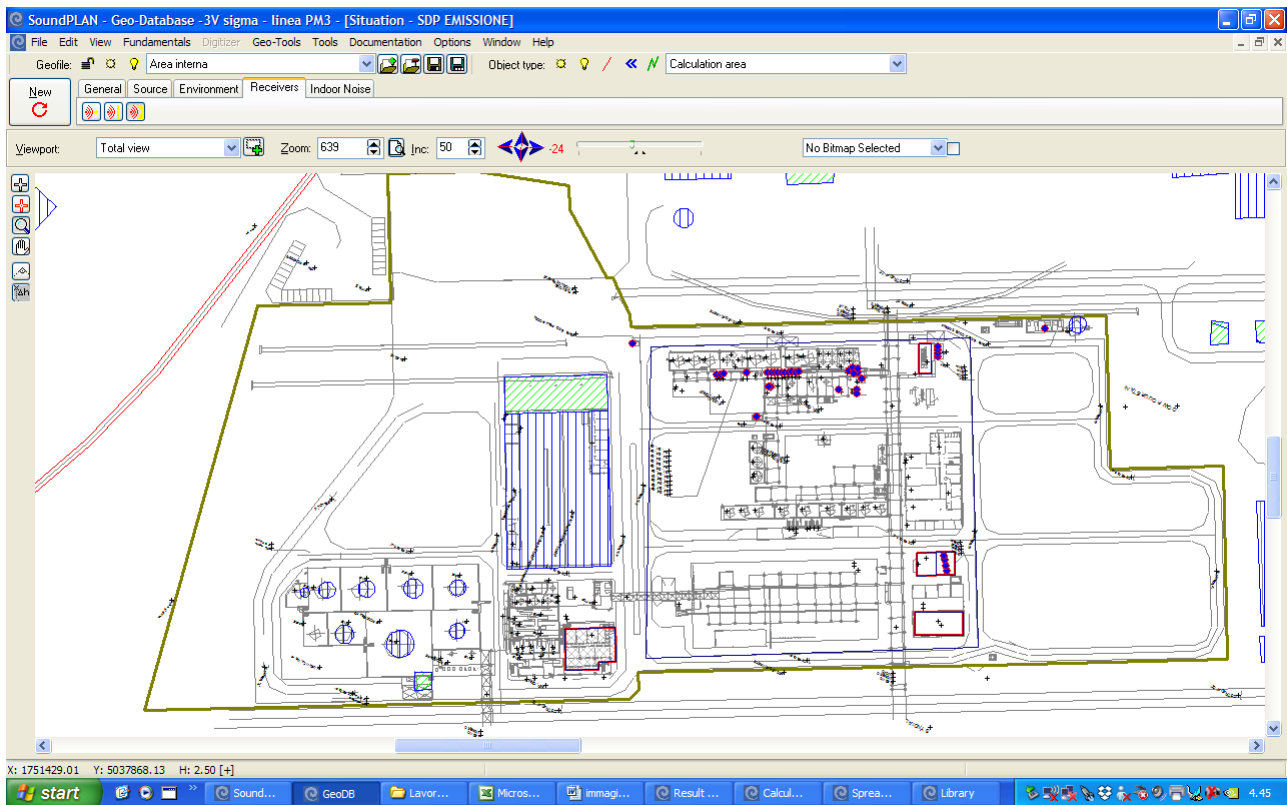 SoundPLAN - Geo-Database -3V sigma - linea PM3 - [Situation - SDP EMISSIONE]
File Edit View Fundamentals Digitizer Geo-Tools Tools Documentation Options Window Help
Geofile: Area interna Object type: Calculation area
New General Source Environment Receivers Indoor Noise
Viewport: Total view Zoom: 639 Inc: 50 -24 No Bitmap Selected
X: 1751429.01 Y: 5037868.13 H: 2.50 [+]
start Sound... GeoDB Lavor... Micros... immagi... Result ... Calcul... Sprea... Library 4.45